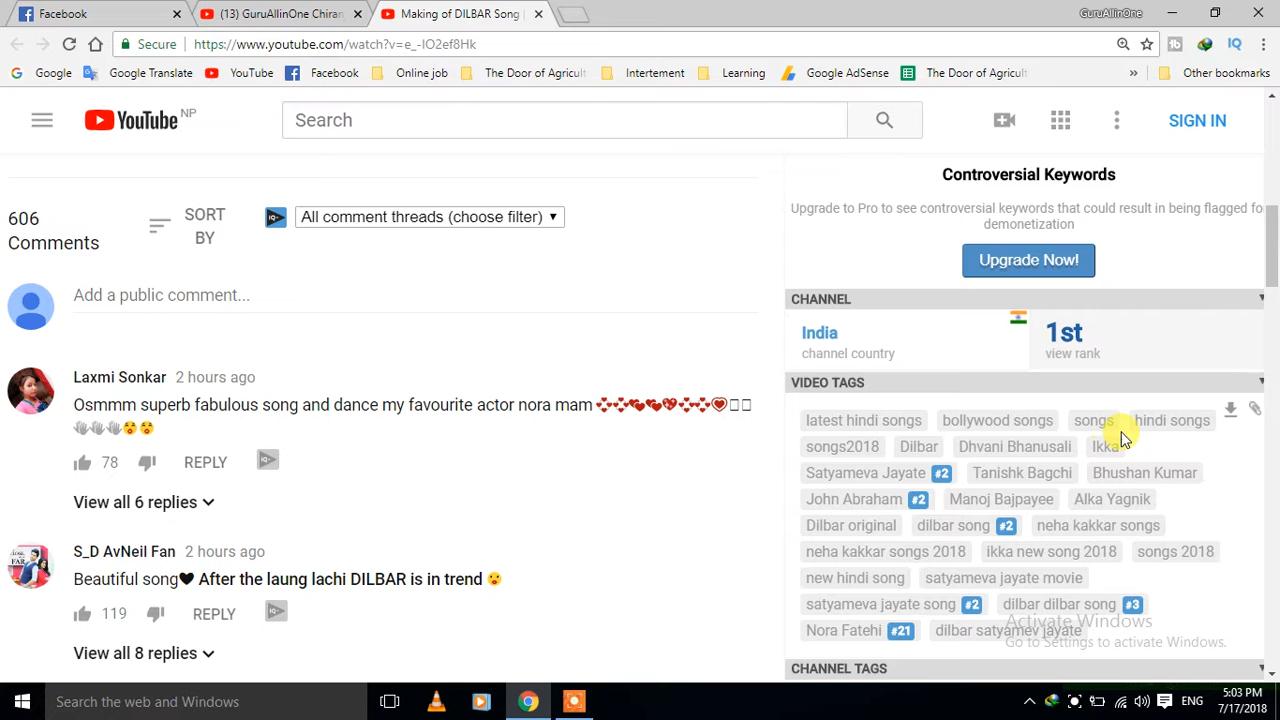 Facebook
(13) GuruAllinOne Chiran
Making of DILBAR Song |
GuruAllinOne
Secure
https://www.youtube.com/watch?v=e_-IO2ef8Hk
Google
Google Translate
YouTube
Facebook
Online job
The Door of Agricult
Intertement
Learning
Google AdSense
The Door of Agricult
Other bookmarks
YouTube NP
Search
SIGN IN
Controversial Keywords
Upgrade to Pro to see controversial keywords that could result in being flagged fo
demonetization
Upgrade Now!
606
Comments
SORT
BY
All comment threads (choose filter)
Add a public comment...
Laxmi Sonkar 2 hours ago
Osmmm superb fabulous song and dance my favourite actor nora mam
78 REPLY
View all 6 replies
S_D AvNeil Fan 2 hours ago
Beautiful song🖤 After the laung lachi DILBAR is in trend 😮
119 REPLY
View all 8 replies
CHANNEL
India
channel country
1st
view rank
VIDEO TAGS
latest hindi songs bollywood songs songs hindi songs
songs2018 Dilbar Dhvani Bhanusali Ikka
Satyameva Jayate #2 Tanishk Bagchi Bhushan Kumar
John Abraham #2 Manoj Bajpayee Alka Yagnik
Dilbar original dilbar song #2 neha kakkar songs
neha kakkar songs 2018 ikka new song 2018 songs 2018
new hindi song satyameva jayate movie
satyameva jayate song #2 dilbar dilbar song #3
Nora Fatehi #21 dilbar satyamev jayate
Activate Windows
Go to Settings to activate Windows.
CHANNEL TAGS
Search the web and Windows
ENG
5:03 PM
7/17/2018